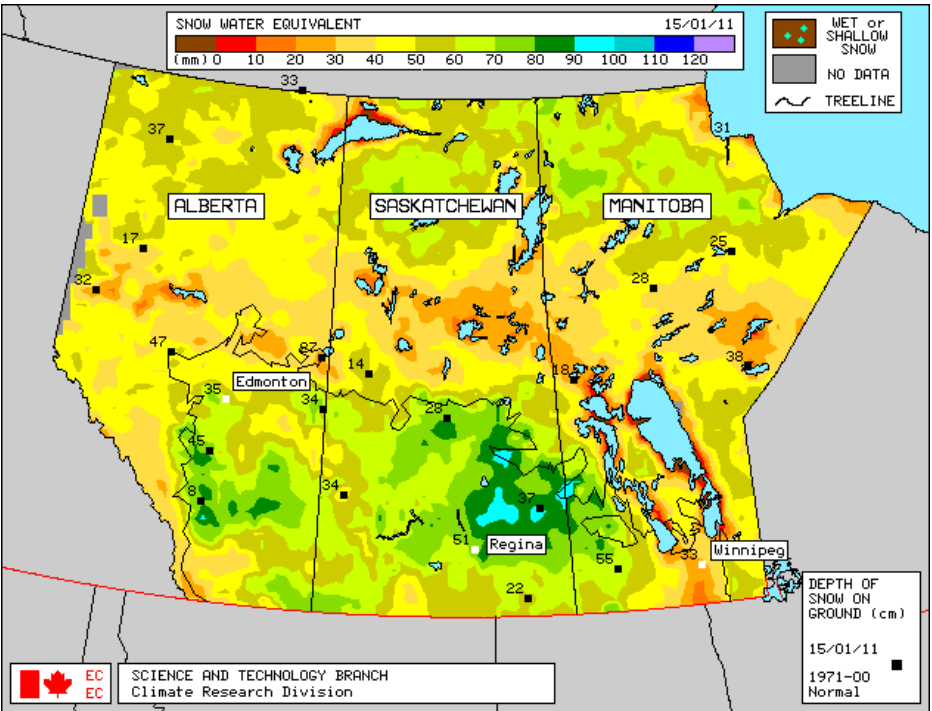 SNOW WATER EQUIVALENT 15/01/11
(mm) 0 10 20 30 40 50 60 70 80 90 100 110 120
WET or
SHALLOW
SNOW
NO DATA
TREELINE
33
37
31
ALBERTA SASKATCHEWAN MANITOBA
17
25
32
28
47
37
14
18
38
Edmonton
35
34
28
45
34
8
37
51
Regina
33
Winnipeg
55
22
DEPTH OF
SNOW ON
GROUND (cm)
15/01/11
1971-00
Normal
EC
EC
SCIENCE AND TECHNOLOGY BRANCH
Climate Research Division